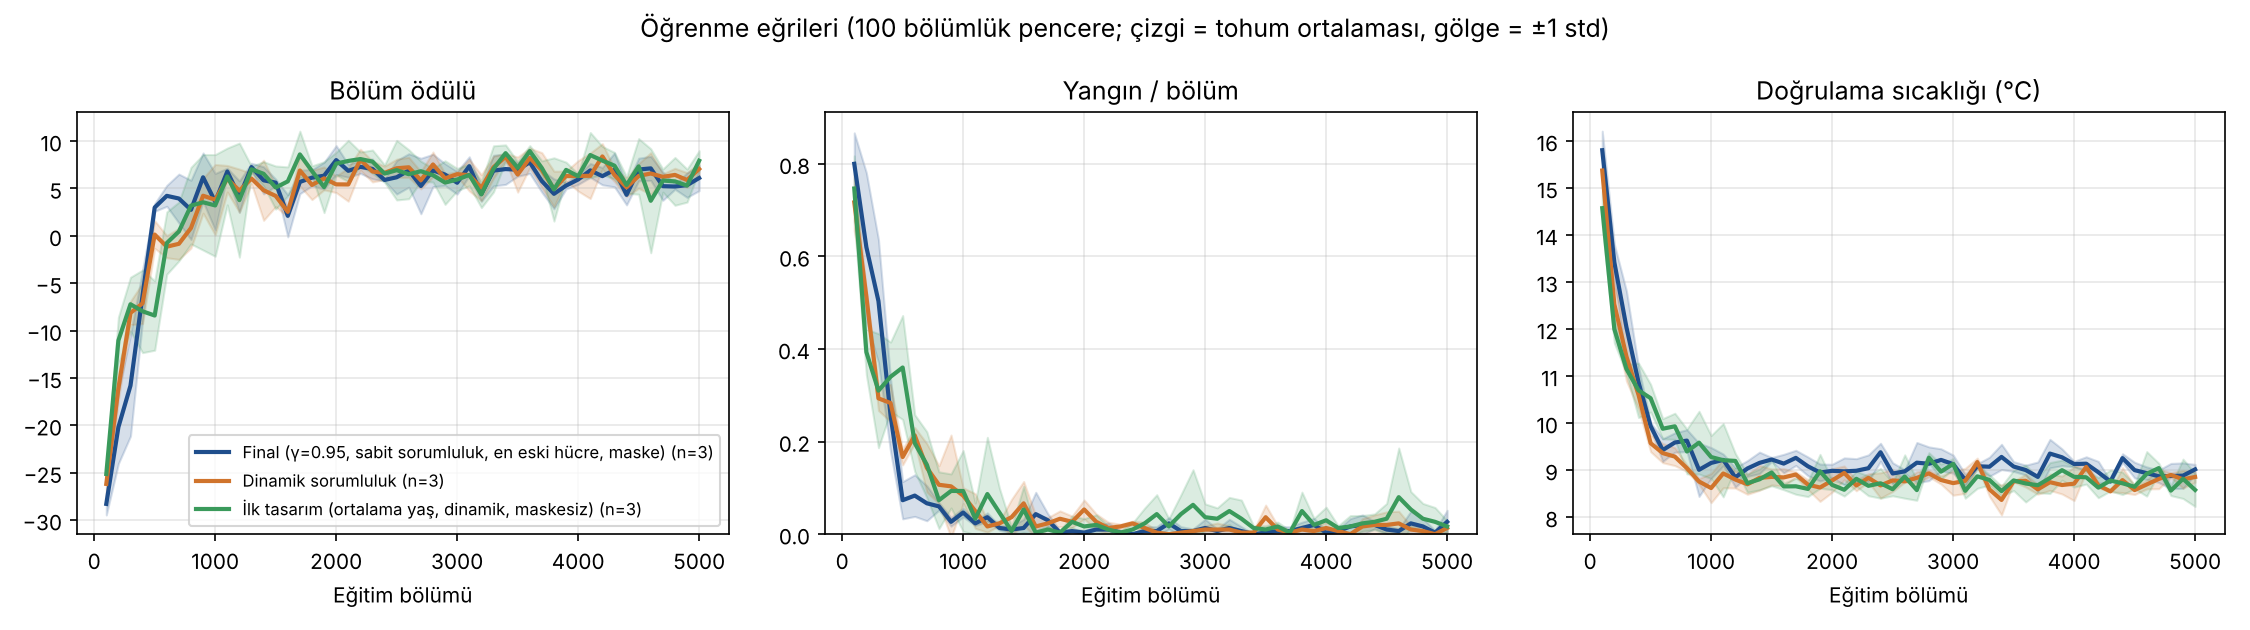 Öğrenme eğrileri (100 bölümlük pencere; çizgi = tohum ortalaması, gölge = ±1 std)
Bölüm ödülü
10
5
0
−5
−10
−15
−20
−25
−30
Final (γ=0.95, sabit sorumluluk, en eski hücre, maske) (n=3)
Dinamik sorumluluk (n=3)
İlk tasarım (ortalama yaş, dinamik, maskesiz) (n=3)
0 1000 2000 3000 4000 5000
Eğitim bölümü
Yangın / bölüm
0.8
0.6
0.4
0.2
0.0
0 1000 2000 3000 4000 5000
Eğitim bölümü
Doğrulama sıcaklığı (°C)
16
15
14
13
12
11
10
9
8
0 1000 2000 3000 4000 5000
Eğitim bölümü